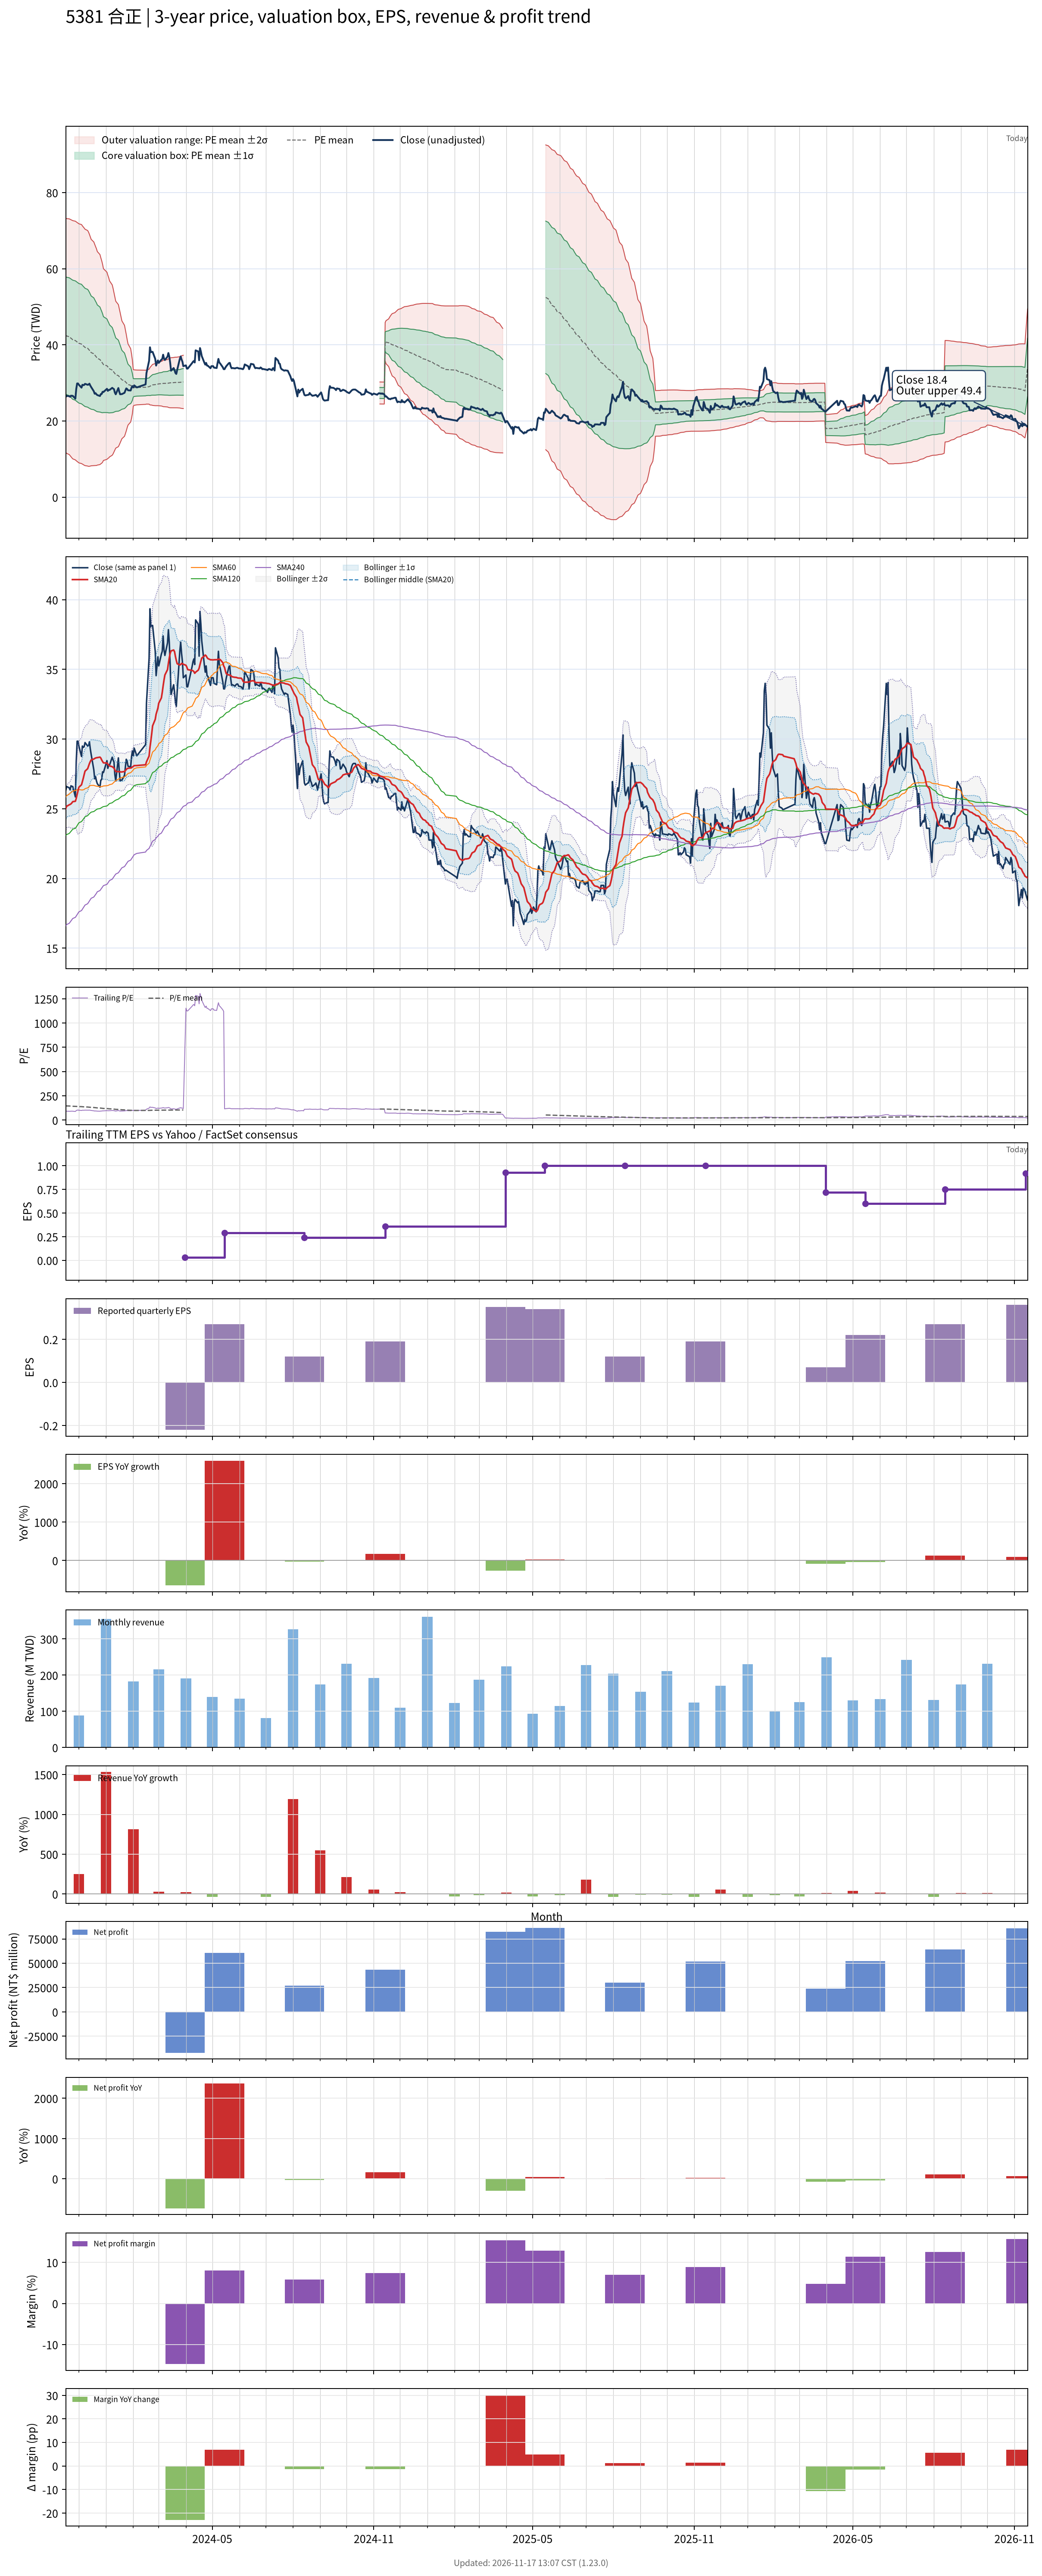 5381 合正 | 3-year price, valuation box, EPS, revenue & profit trend
Outer valuation range: PE mean ±2σ
Core valuation box: PE mean ±1σ
PE mean
Close (unadjusted)
Today
Price (TWD)
80
60
40
20
0
Close 18.4
Outer upper 49.4
Close (same as panel 1)
SMA20
SMA60
SMA120
SMA240
Bollinger ±2σ
Bollinger ±1σ
Bollinger middle (SMA20)
Price
40
35
30
25
20
15
Trailing P/E
P/E mean
P/E
1250
1000
750
500
250
0
Trailing TTM EPS vs Yahoo / FactSet consensus
Today
EPS
1.00
0.75
0.50
0.25
0.00
Reported quarterly EPS
EPS
0.2
0.0
-0.2
EPS YoY growth
YoY (%)
2000
1000
0
Monthly revenue
Revenue (M TWD)
300
200
100
0
Revenue YoY growth
YoY (%)
1500
1000
500
0
Month
Net profit
Net profit (NT$ million)
75000
50000
25000
0
-25000
Net profit YoY
YoY (%)
2000
1000
0
Net profit margin
Margin (%)
10
0
-10
Margin YoY change
Δ margin (pp)
30
20
10
0
-10
-20
2024-05
2024-11
2025-05
2025-11
2026-05
2026-11
Updated: 2026-11-17 13:07 CST (1.23.0)